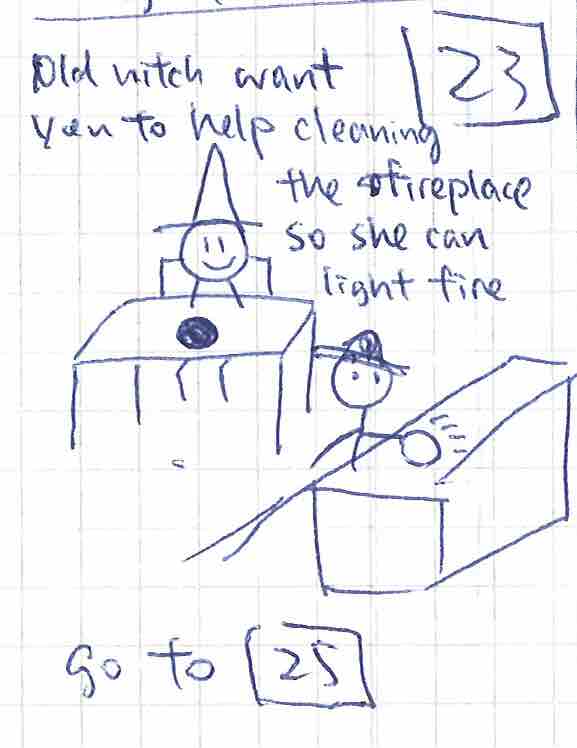 Old witch want
you to help cleaning
the fireplace
so she can
light fire
23
go to 25